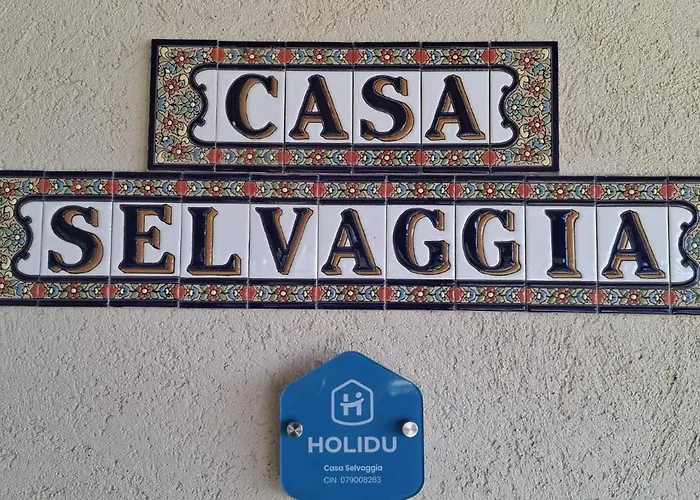 CASA
SELVAGGIA
HOLIDU
Casa Selvaggia
CIN 079008263